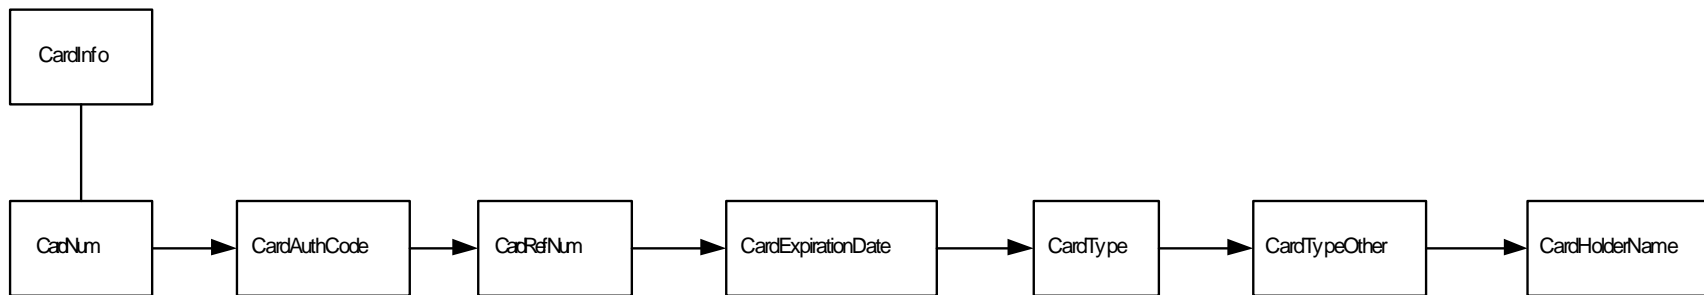 CardInfo
CardNum
CardAuthCode
CardRefNum
CardExpirationDate
CardType
CardTypeOther
CardHolderName